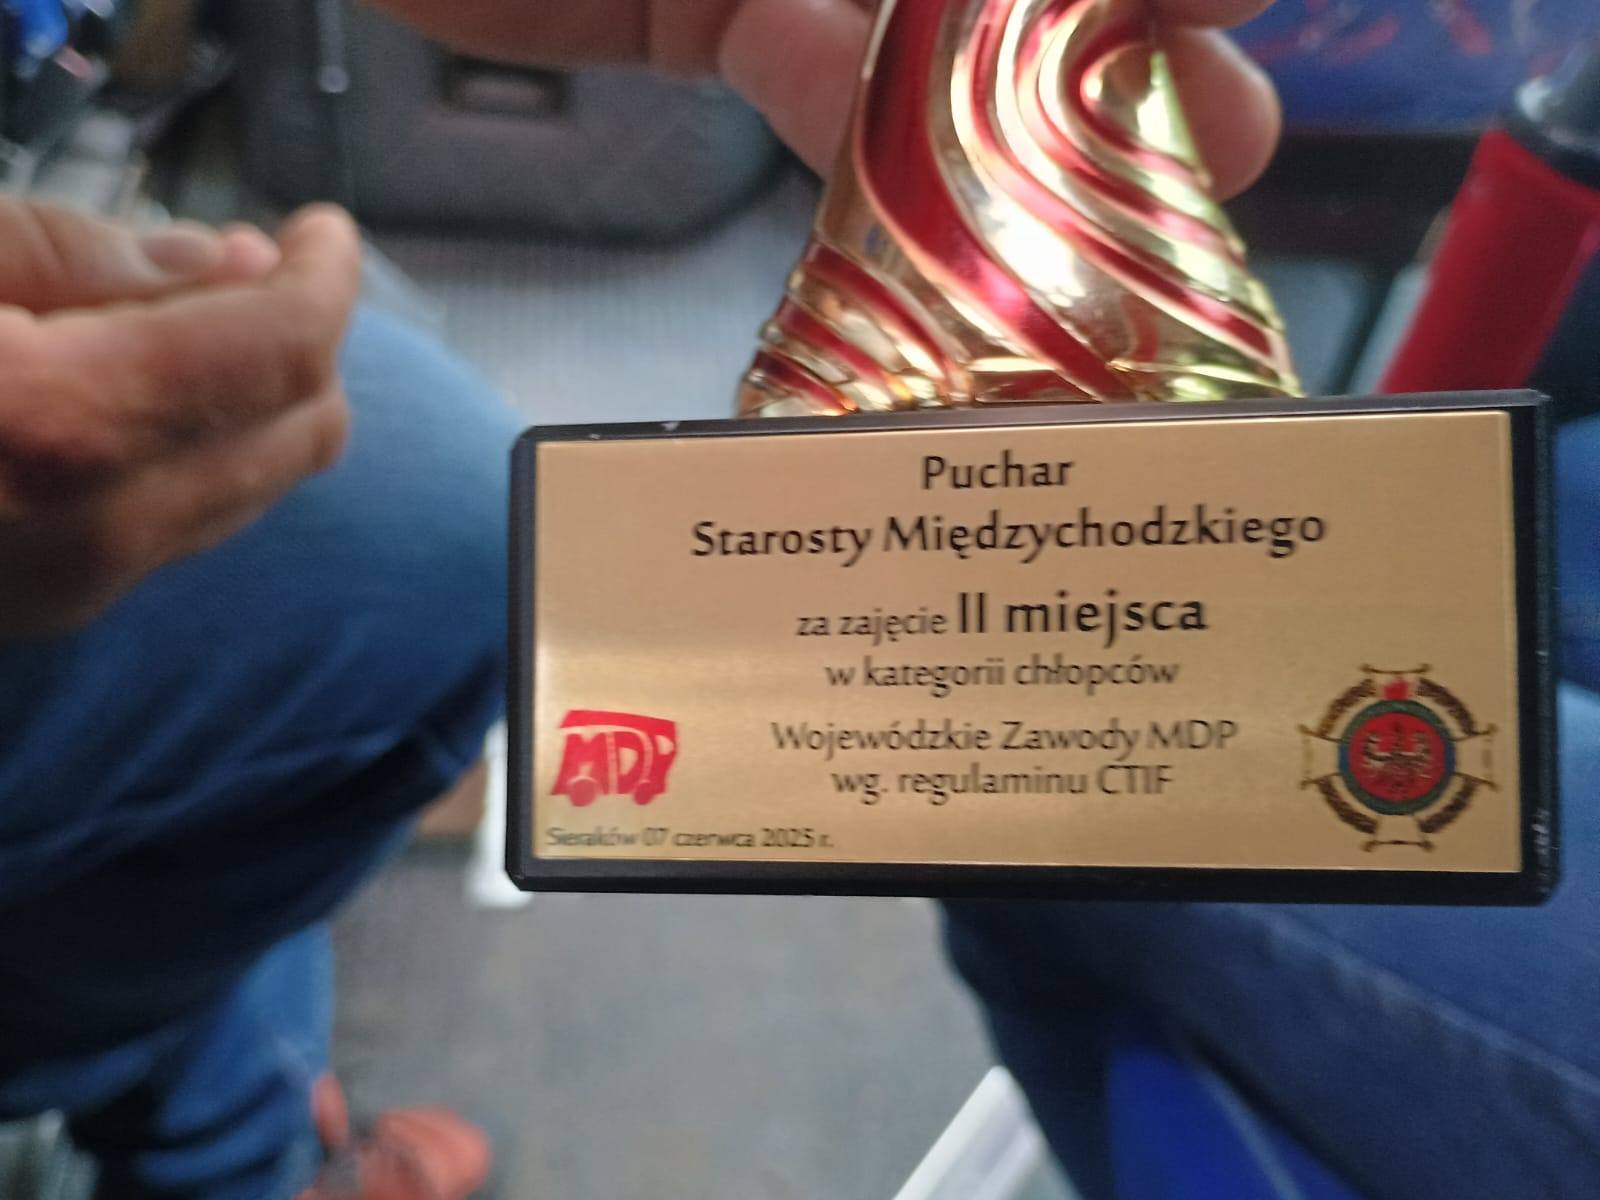 Puchar
Starosty Międzychodzkiego
za zajęcie II miejsca
w kategorii chłopców
Wojewódzkie Zawody MDP
wg. regulaminu CTIF
MDP
Sieraków 07 czerwca 2025 r.